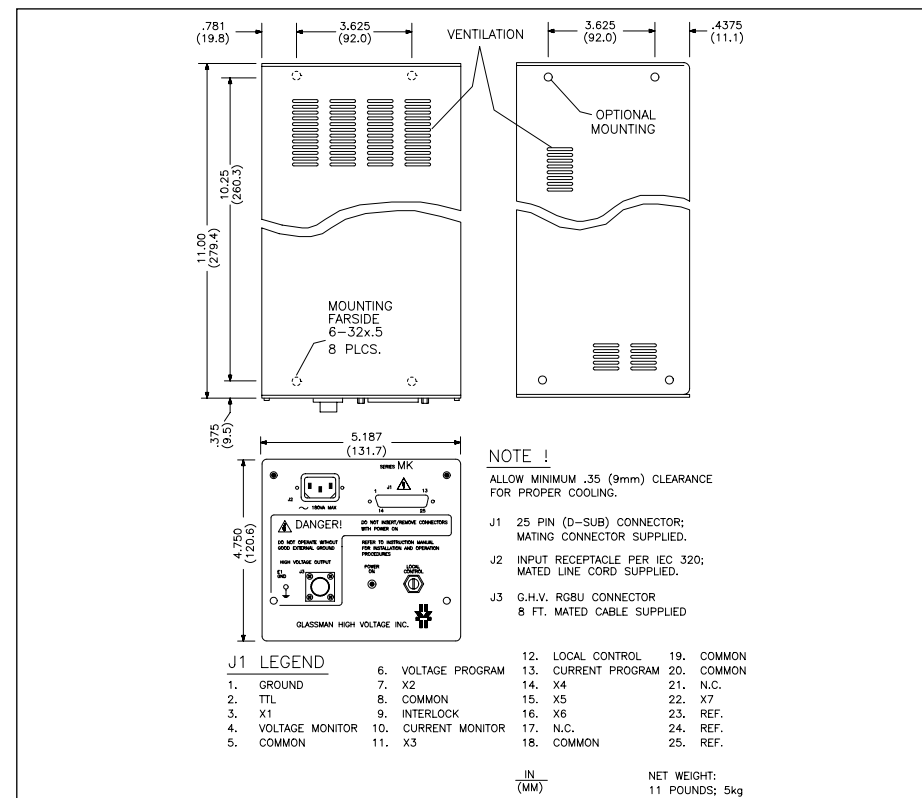 .781
(19.8)
3.625
(92.0)
VENTILATION
3.625
(92.0)
.4375
(11.1)
OPTIONAL
MOUNTING
10.25
(260.3)
11.00
(279.4)
MOUNTING
FARSIDE
6-32x.5
8 PLCS.
.375
(9.5)
5.187
(131.7)
4.750
(120.6)
SERIES MK
J2
180VA MAX
J1
1
13
14
25
DANGER!
DO NOT INSERT/REMOVE CONNECTORS
WITH POWER ON
DO NOT OPERATE WITHOUT
GOOD EXTERNAL GROUND
REFER TO INSTRUCTION MANUAL
FOR INSTALLATION AND OPERATION
PROCEDURES
HIGH VOLTAGE OUTPUT
E1
GND
J3
POWER
ON
LOCAL
CONTROL
GLASSMAN HIGH VOLTAGE INC.
NOTE !
ALLOW MINIMUM .35 (9mm) CLEARANCE
FOR PROPER COOLING.
J1 25 PIN (D-SUB) CONNECTOR;
MATING CONNECTOR SUPPLIED.
J2 INPUT RECEPTACLE PER IEC 320;
MATED LINE CORD SUPPLIED.
J3 G.H.V. RG8U CONNECTOR
8 FT. MATED CABLE SUPPLIED
J1 LEGEND
1. GROUND
2. TTL
3. X1
4. VOLTAGE MONITOR
5. COMMON
6. VOLTAGE PROGRAM
7. X2
8. COMMON
9. INTERLOCK
10. CURRENT MONITOR
11. X3
12. LOCAL CONTROL
13. CURRENT PROGRAM
14. X4
15. X5
16. X6
17. N.C.
18. COMMON
19. COMMON
20. COMMON
21. N.C.
22. X7
23. REF.
24. REF.
25. REF.
IN
(MM)
NET WEIGHT:
11 POUNDS; 5kg